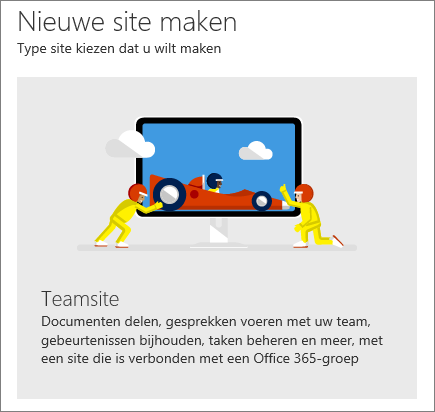 Nieuwe site maken
Type site kiezen dat u wilt maken
Teamsite
Documenten delen, gesprekken voeren met uw team,
gebeurtenissen bijhouden, taken beheren en meer, met
een site die is verbonden met een Office 365-groep